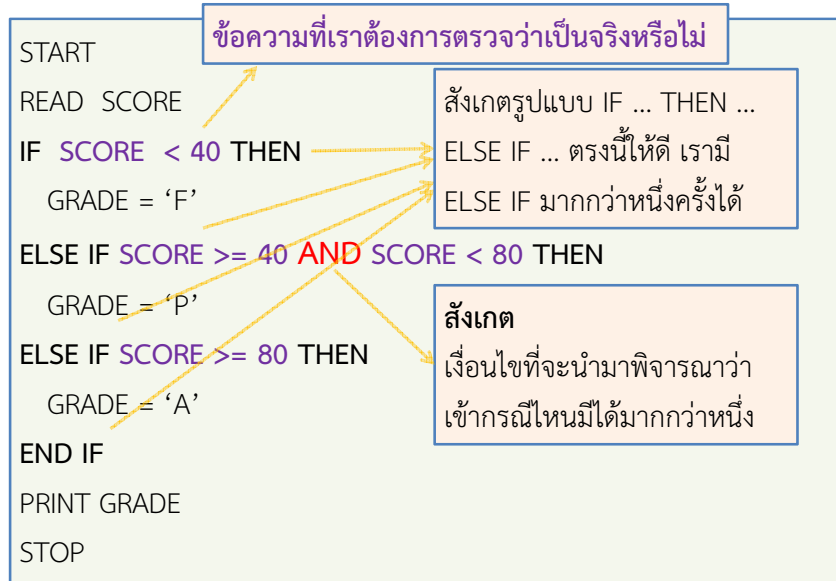 ข้อความที่เราต้องการตรวจว่าเป็นจริงหรือไม่
START
READ SCORE
IF SCORE < 40 THEN
GRADE = ‘F’
ELSE IF SCORE >= 40 AND SCORE < 80 THEN
GRADE = ‘P’
ELSE IF SCORE >= 80 THEN
GRADE = ‘A’
END IF
PRINT GRADE
STOP
สังเกตรูปแบบ IF ... THEN ...
ELSE IF ... ตรงนี้ให้ดี เรามี
ELSE IF มากกว่าหนึ่งครั้งได้
สังเกต
เงื่อนไขที่จะนำมาพิจารณาว่า
เข้ากรณีไหนมีได้มากกว่าหนึ่ง